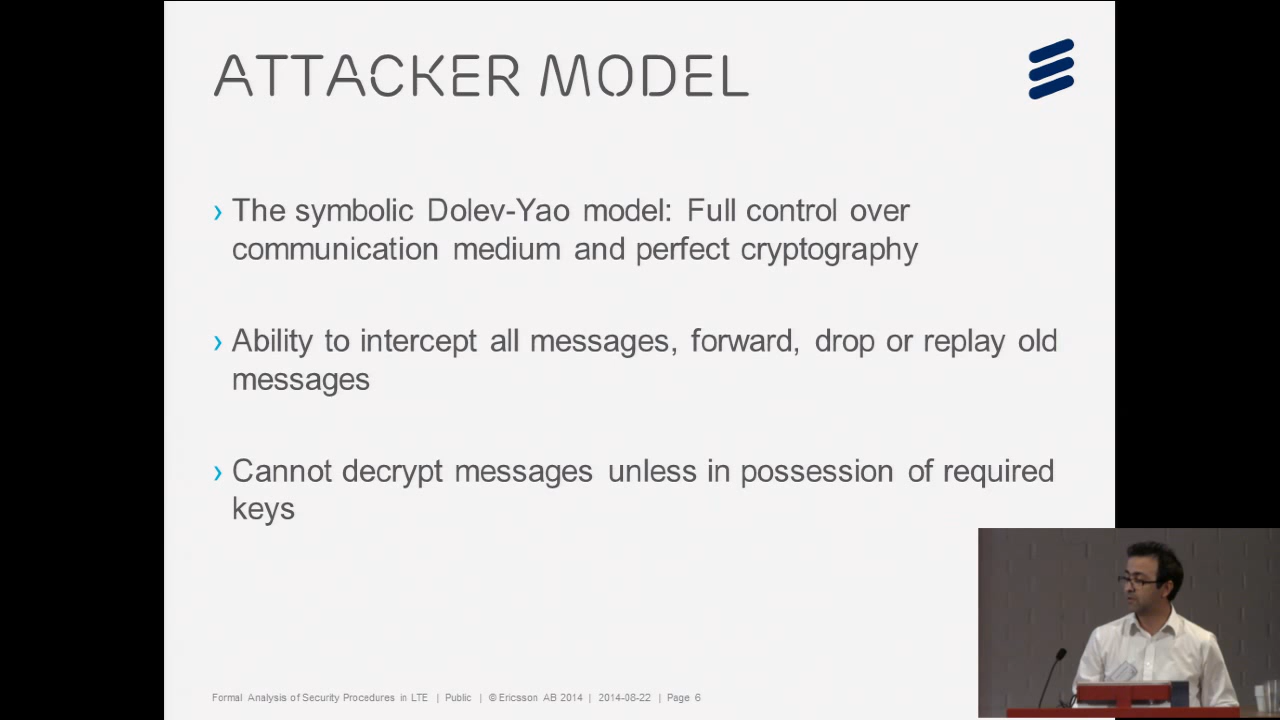 ATTACKER MODEL
› The symbolic Dolev-Yao model: Full control over
communication medium and perfect cryptography
› Ability to intercept all messages, forward, drop or replay old
messages
› Cannot decrypt messages unless in possession of required
keys
Formal Analysis of Security Procedures in LTE | Public | © Ericsson AB 2014 | 2014-08-22 | Page 6